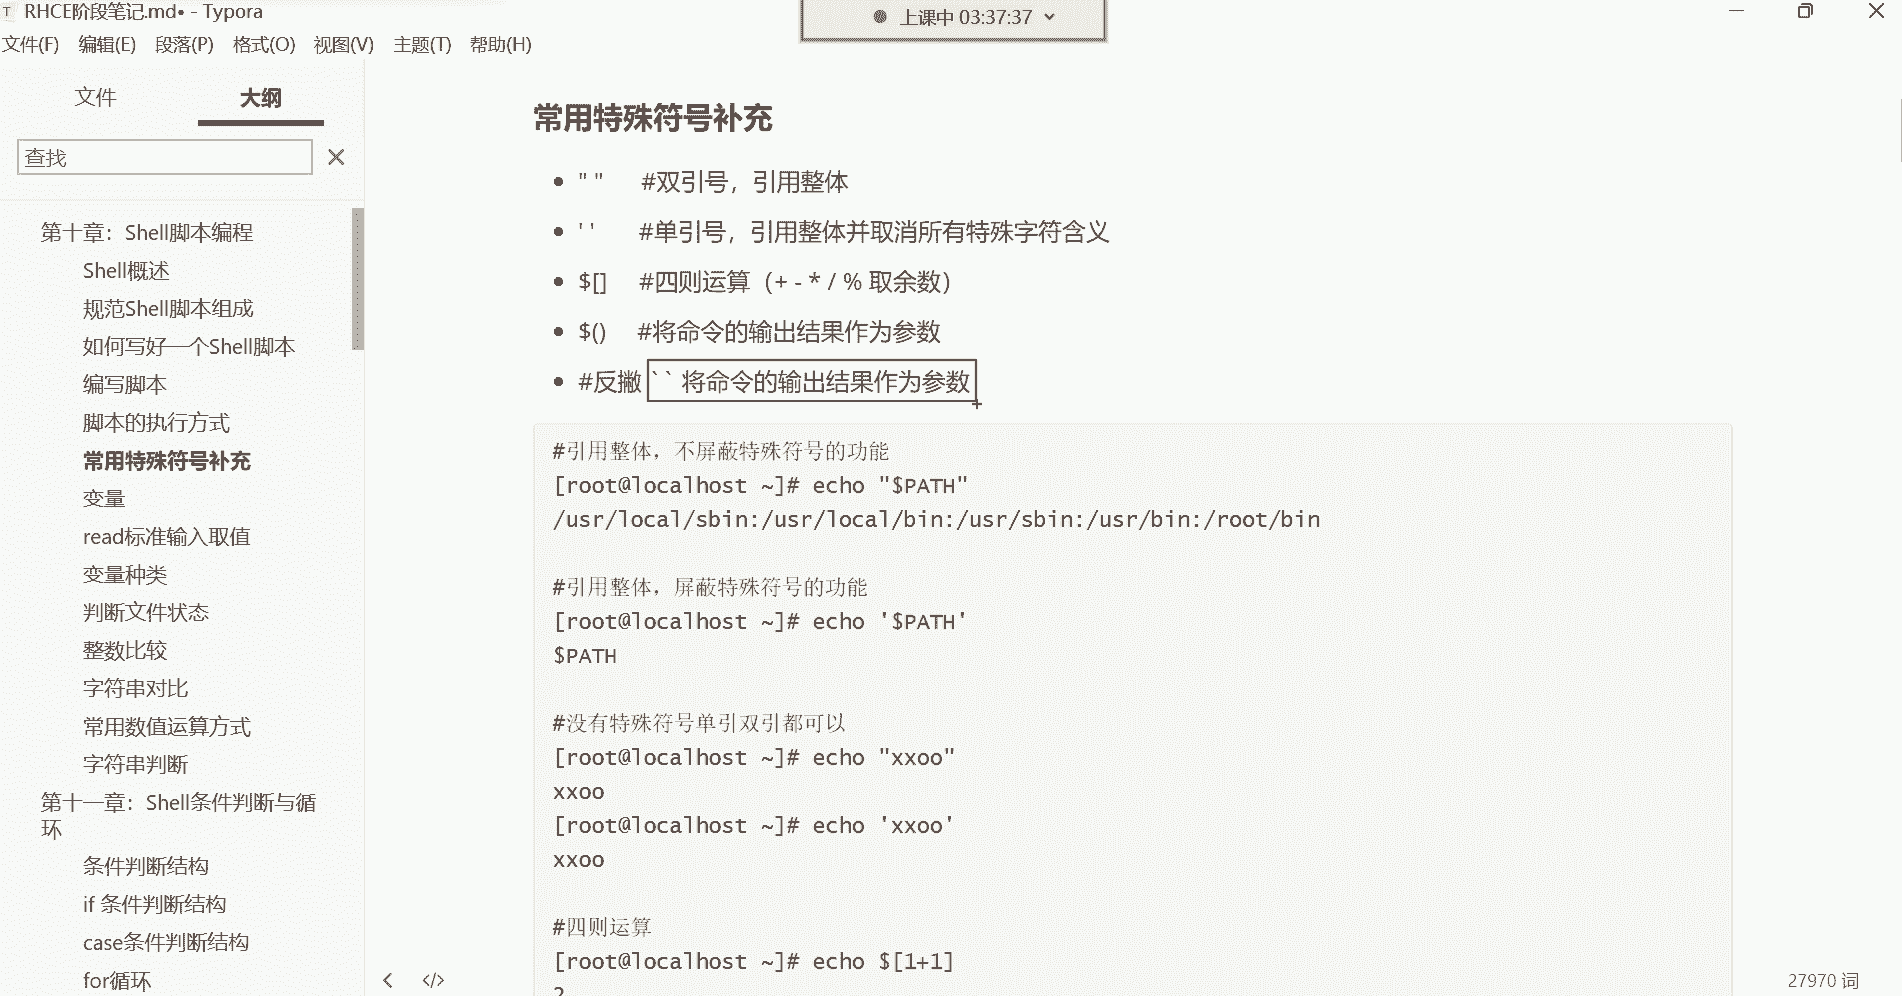 RHCE阶段笔记.md• - Typora
上课中 03:37:37
文件(F) 编辑(E) 段落(P) 格式(O) 视图(V) 主题(T) 帮助(H)
文件 大纲
查找
第十章：Shell脚本编程
Shell概述
规范Shell脚本组成
如何写好一个Shell脚本
编写脚本
脚本的执行方式
常用特殊符号补充
变量
read标准输入取值
变量种类
判断文件状态
整数比较
字符串对比
常用数值运算方式
字符串判断
第十一章：Shell条件判断与循
环
条件判断结构
if 条件判断结构
case条件判断结构
for循环
常用特殊符号补充
• " " #双引号，引用整体
• ' ' #单引号，引用整体并取消所有特殊字符含义
• $[] #四则运算（+ - * / % 取余数）
• $() #将命令的输出结果作为参数
• #反撇 ` ` 将命令的输出结果作为参数
#引用整体，不屏蔽特殊符号的功能
[root@localhost ~]# echo "$PATH"
/usr/local/sbin:/usr/local/bin:/usr/sbin:/usr/bin:/root/bin
#引用整体，屏蔽特殊符号的功能
[root@localhost ~]# echo '$PATH'
$PATH
#没有特殊符号单引双引都可以
[root@localhost ~]# echo "xxoo"
xxoo
[root@localhost ~]# echo 'xxoo'
xxoo
#四则运算
[root@localhost ~]# echo $[1+1]
2
</>
27970 词